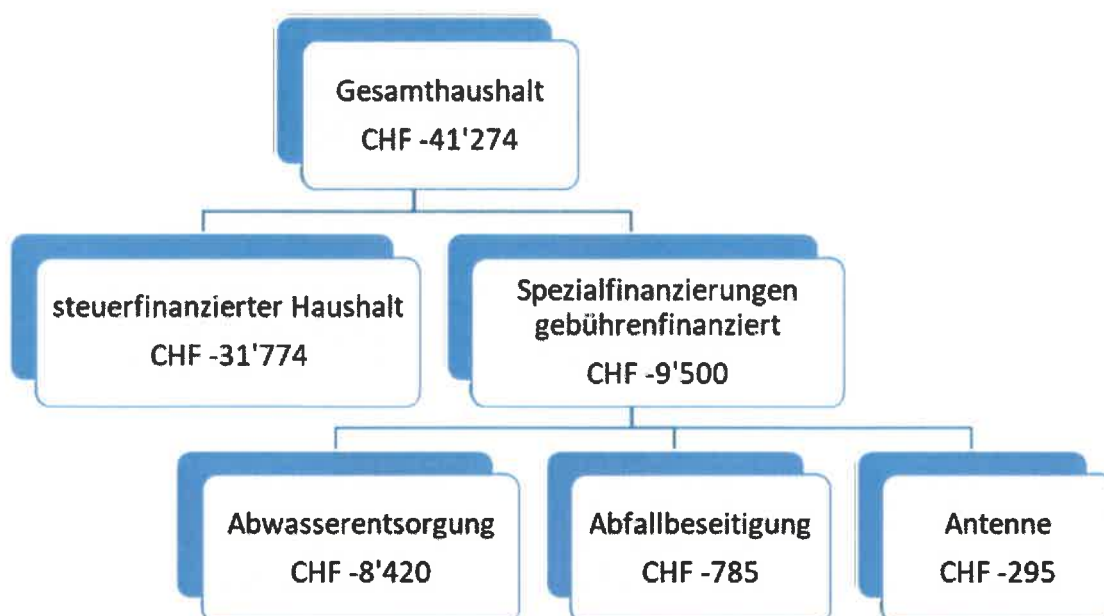 Gesamthaushalt
CHF -41'274
steuerfinanzierter Haushalt
CHF -31'774
Spezialfinanzierungen
gebührenfinanziert
CHF -9'500
Abwasserentsorgung
CHF -8'420
Abfallbeseitigung
CHF -785
Antenne
CHF -295